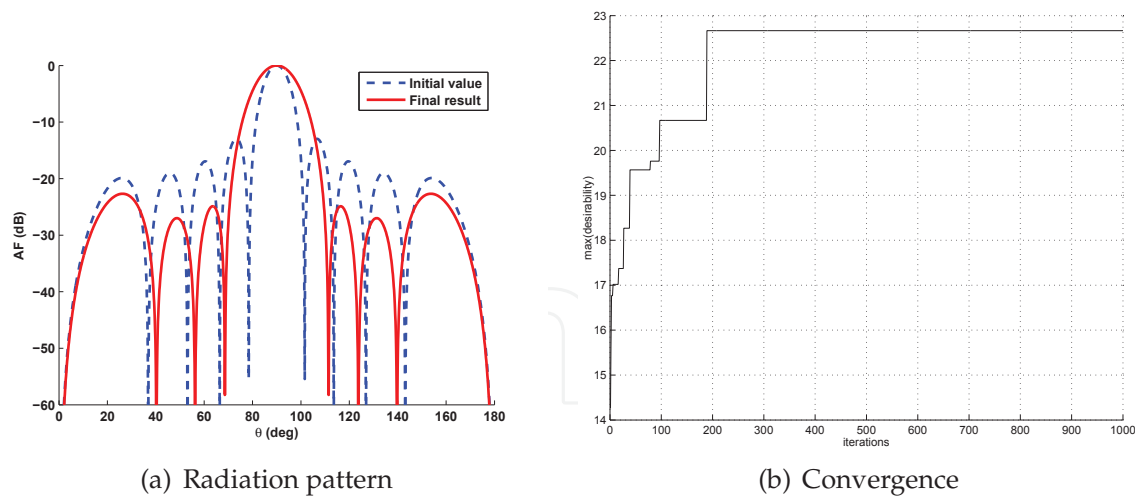 0
−10
−20
−30
−40
−50
−60
AF (dB)
0 20 40 60 80 100 120 140 160 180
θ (deg)
Initial value
Final result
(a) Radiation pattern
23
22
21
20
19
18
17
16
15
14
max(desirability)
0 100 200 300 400 500 600 700 800 900 1000
iterations
(b) Convergence